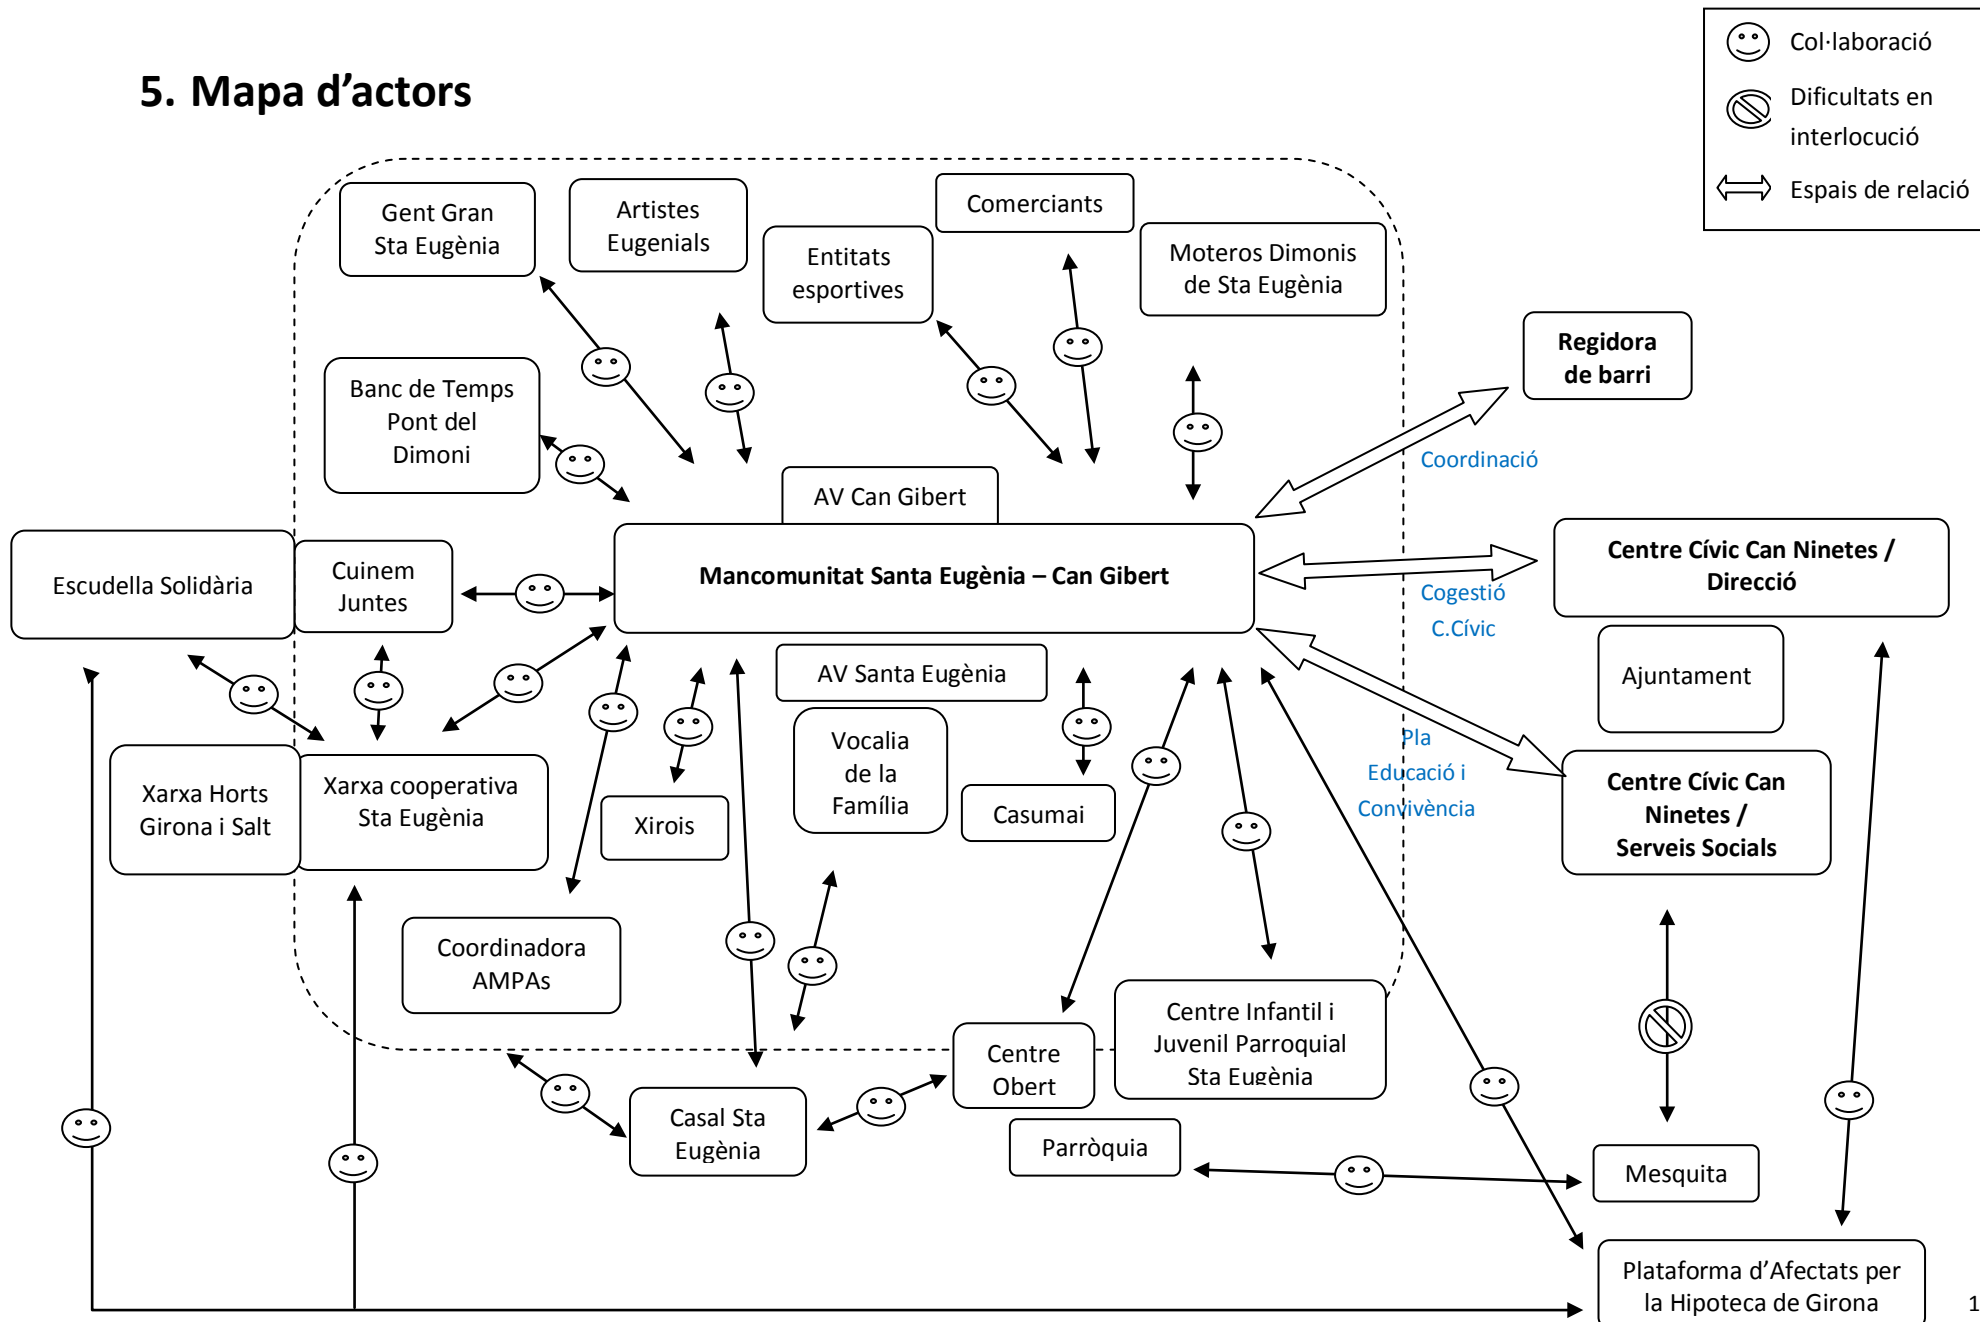 5. Mapa d’actors
Col·laboració
Dificultats en
interlocució
Espais de relació
Gent Gran
Sta Eugènia
Artistes
Eugenials
Entitats
esportives
Comerciants
Moteros Dimonis
de Sta Eugènia
Regidora
de barri
Banc de Temps
Pont del
Dimoni
Coordinació
AV Can Gibert
Escudella Solidària
Cuinem
Juntes
Mancomunitat Santa Eugènia – Can Gibert
Centre Cívic Can Ninetes /
Direcció
Cogestió
C.Cívic
AV Santa Eugènia
Ajuntament
Xarxa Horts
Girona i Salt
Xarxa cooperativa
Sta Eugènia
Xirois
Vocalia
de la
Família
Casumai
Pla
Educació i
Convivència
Centre Cívic Can
Ninetes /
Serveis Socials
Coordinadora
AMPAs
Centre
Obert
Centre Infantil i
Juvenil Parroquial
Sta Eugènia
Casal Sta
Eugènia
Parròquia
Mesquita
Plataforma d’Afectats per
la Hipoteca de Girona
1